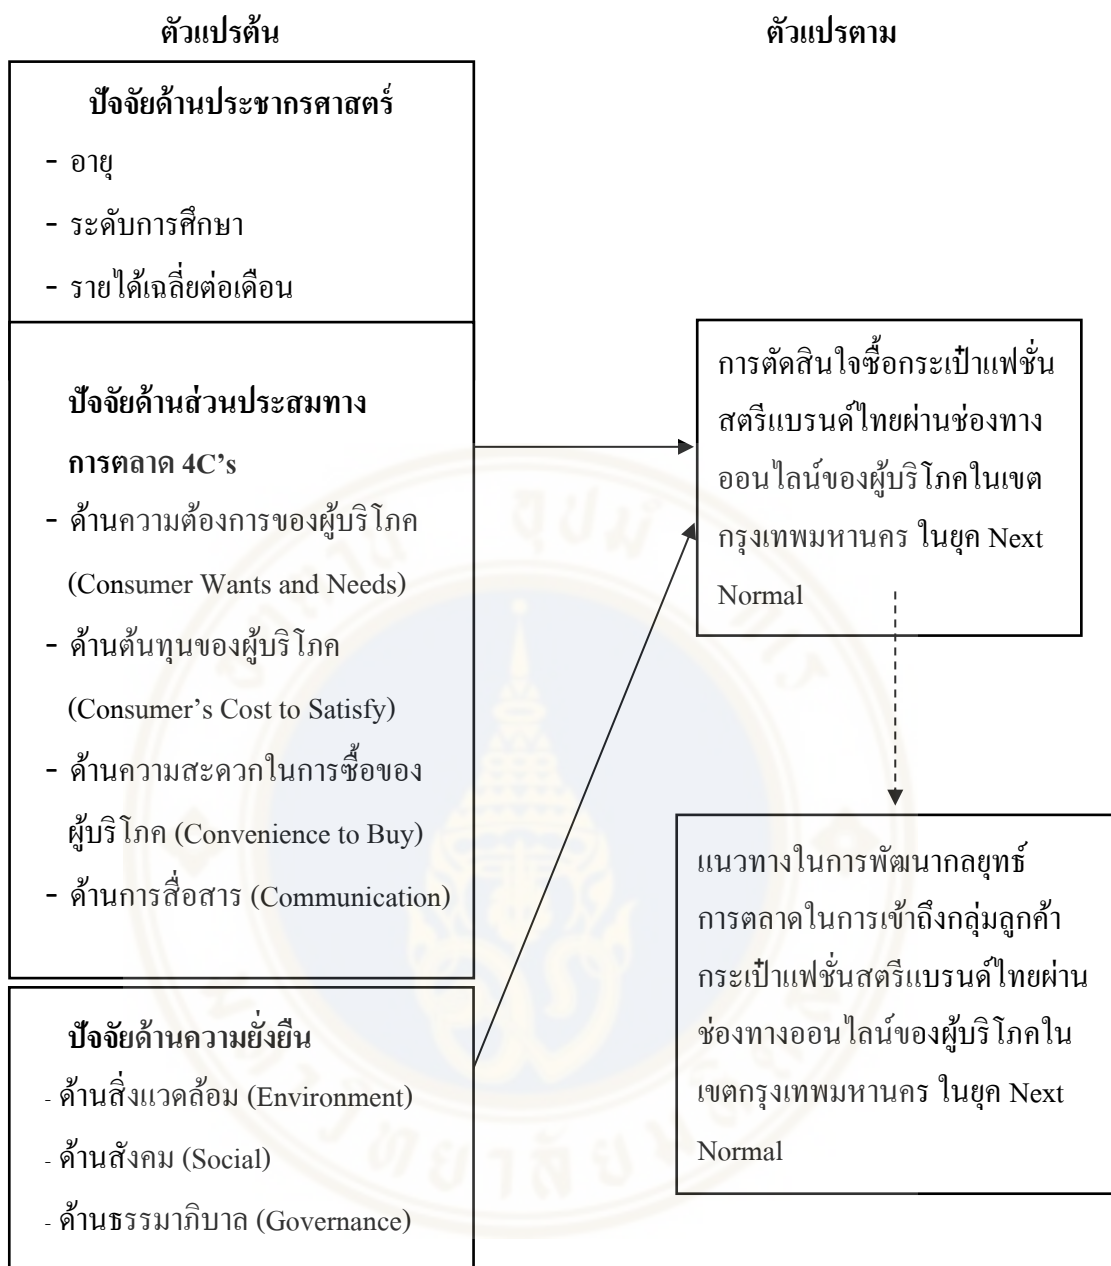 ตัวแปรต้น
ตัวแปรตาม
ปัจจัยด้านประชากรศาสตร์
- อายุ
- ระดับการศึกษา
- รายได้เฉลี่ยต่อเดือน
ปัจจัยด้านส่วนประสมทาง
การตลาด 4C’s
- ด้านความต้องการของผู้บริโภค
(Consumer Wants and Needs)
- ด้านต้นทุนของผู้บริโภค
(Consumer’s Cost to Satisfy)
- ด้านความสะดวกในการซื้อของ
ผู้บริโภค (Convenience to Buy)
- ด้านการสื่อสาร (Communication)
ปัจจัยด้านความยั่งยืน
- ด้านสิ่งแวดล้อม (Environment)
- ด้านสังคม (Social)
- ด้านธรรมาภิบาล (Governance)
การตัดสินใจซื้อกระเป๋าแฟชั่น
สตรีแบรนด์ไทยผ่านช่องทาง
ออนไลน์ของผู้บริโภคในเขต
กรุงเทพมหานคร ในยุค Next
Normal
แนวทางในการพัฒนากลยุทธ์
การตลาดในการเข้าถึงกลุ่มลูกค้า
กระเป๋าแฟชั่นสตรีแบรนด์ไทยผ่าน
ช่องทางออนไลน์ของผู้บริโภคใน
เขตกรุงเทพมหานคร ในยุค Next
Normal